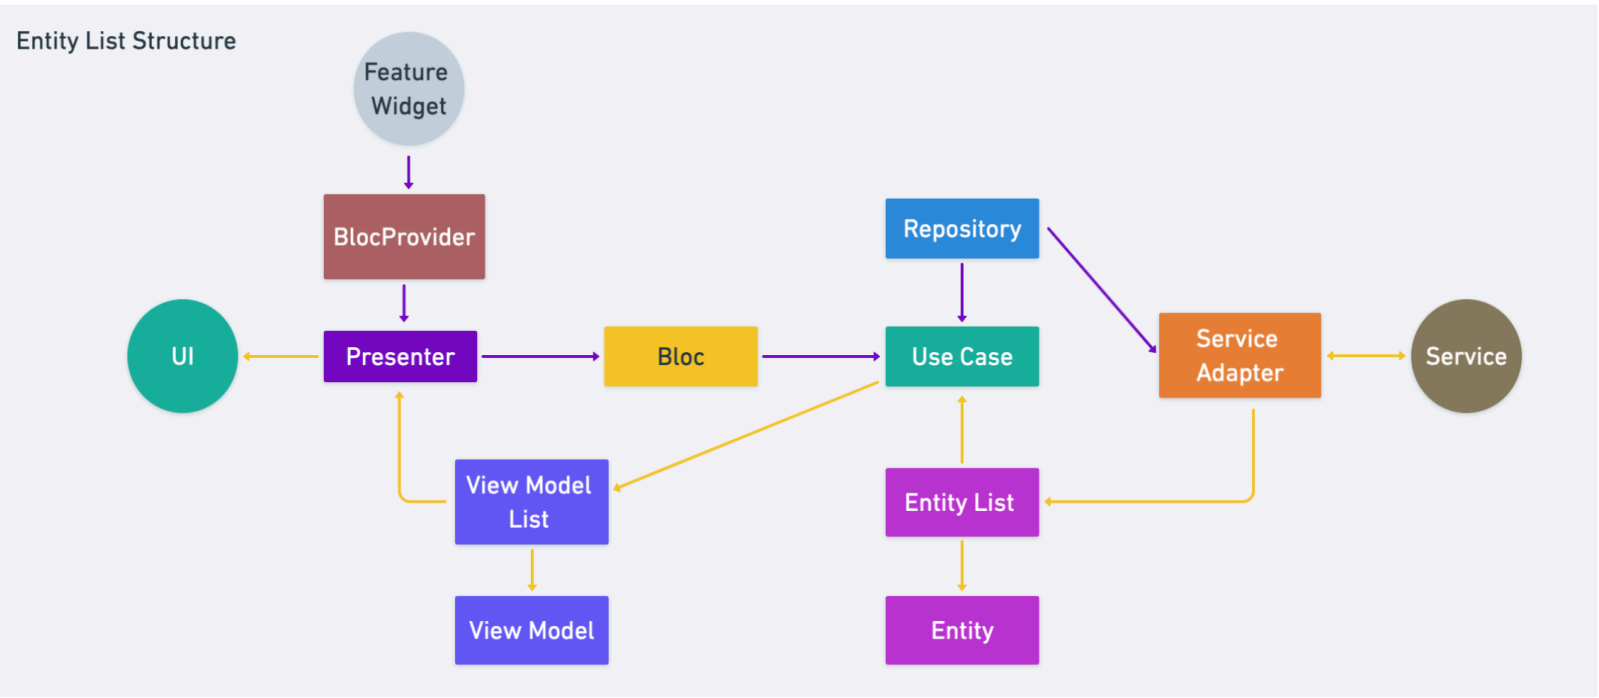 Entity List Structure
Feature
Widget
BlocProvider
Repository
UI
Presenter
Bloc
Use Case
Service
Adapter
Service
View Model
List
Entity List
View Model
Entity